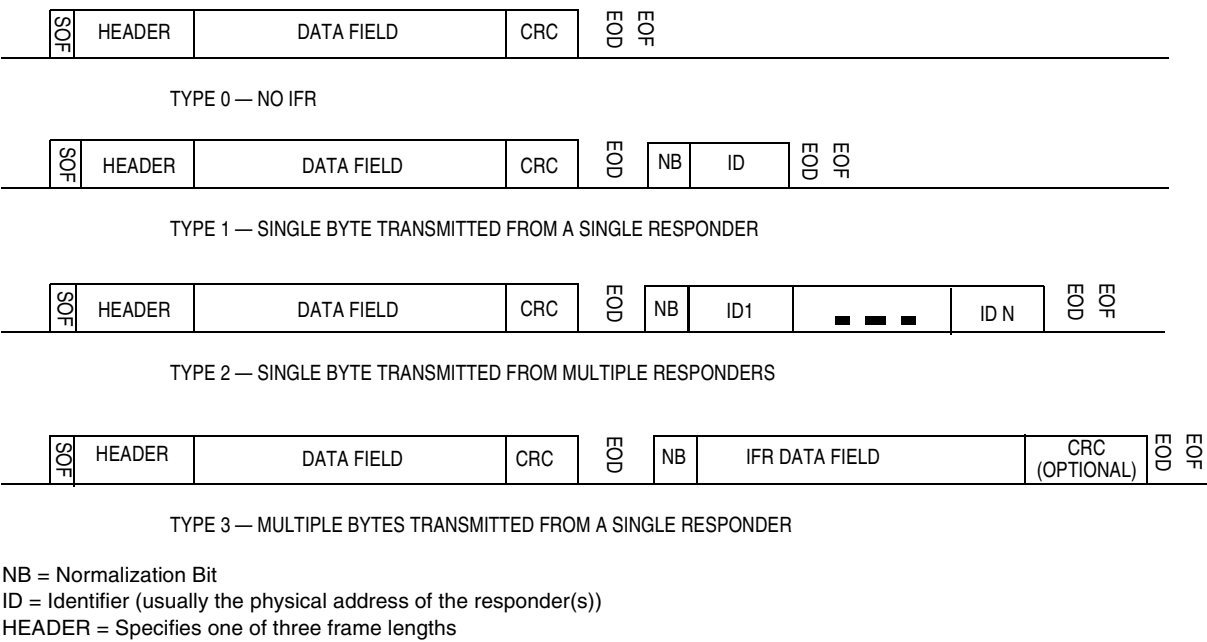 SOF HEADER DATA FIELD CRC EOD EOF
TYPE 0 — NO IFR
SOF HEADER DATA FIELD CRC EOD NB ID EOD EOF
TYPE 1 — SINGLE BYTE TRANSMITTED FROM A SINGLE RESPONDER
SOF HEADER DATA FIELD CRC EOD NB ID1 ID N EOD EOF
TYPE 2 — SINGLE BYTE TRANSMITTED FROM MULTIPLE RESPONDERS
SOF HEADER DATA FIELD CRC EOD NB IFR DATA FIELD CRC (OPTIONAL) EOD EOF
TYPE 3 — MULTIPLE BYTES TRANSMITTED FROM A SINGLE RESPONDER
NB = Normalization Bit
ID = Identifier (usually the physical address of the responder(s))
HEADER = Specifies one of three frame lengths